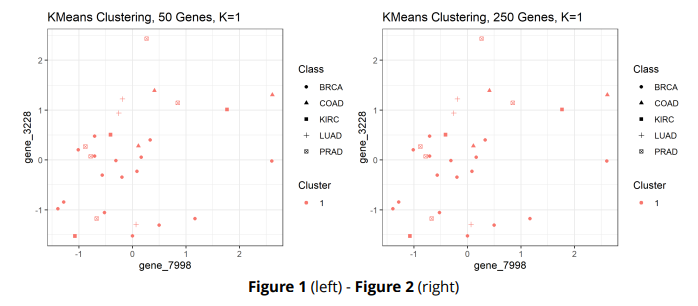 KMeans Clustering, 50 Genes, K=1
gene_3228
2
1
0
-1
-1
0
1
2
gene_7998
Class
BRCA
COAD
KIRC
LUAD
PRAD
Cluster
1
KMeans Clustering, 250 Genes, K=1
gene_3228
2
1
0
-1
-1
0
1
2
gene_7998
Class
BRCA
COAD
KIRC
LUAD
PRAD
Cluster
1
Figure 1 (left) - Figure 2 (right)